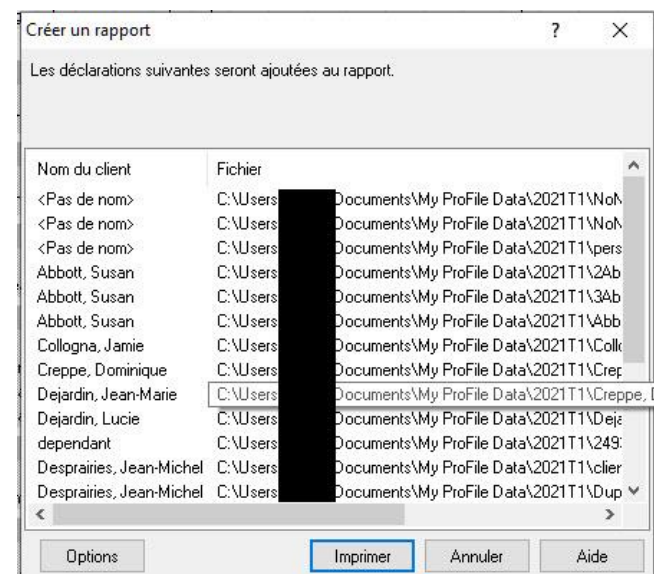 Créer un rapport ? ×
Les déclarations suivantes seront ajoutées au rapport.
Nom du client Fichier
<Pas de nom> C:\Users Documents\My ProFile Data\2021T1\NoN
<Pas de nom> C:\Users Documents\My ProFile Data\2021T1\NoN
<Pas de nom> C:\Users Documents\My ProFile Data\2021T1\pers
Abbott, Susan C:\Users Documents\My ProFile Data\2021T1\2Ab
Abbott, Susan C:\Users Documents\My ProFile Data\2021T1\3Ab
Abbott, Susan C:\Users Documents\My ProFile Data\2021T1\Abb
Collogna, Jamie C:\Users Documents\My ProFile Data\2021T1\Collo
Creppe, Dominique C:\Users Documents\My ProFile Data\2021T1\Crep
Dejardin, Jean-Marie C:\Users Documents\My ProFile Data\2021T1\Creppe,
Dejardin, Lucie C:\Users Documents\My ProFile Data\2021T1\Deja
dependant C:\Users Documents\My ProFile Data\2021T1\249
Desprairies, Jean-Michel C:\Users Documents\My ProFile Data\2021T1\clier
Desprairies, Jean-Michel C:\Users Documents\My ProFile Data\2021T1\Dup
Options Imprimer Annuler Aide